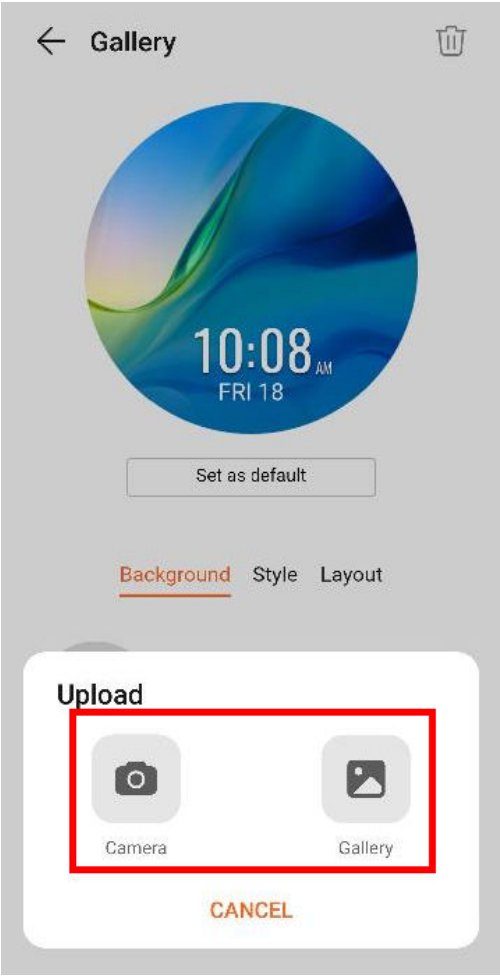 Gallery
10:08 AM
FRI 18
Set as default
Background Style Layout
Upload
Camera Gallery
CANCEL